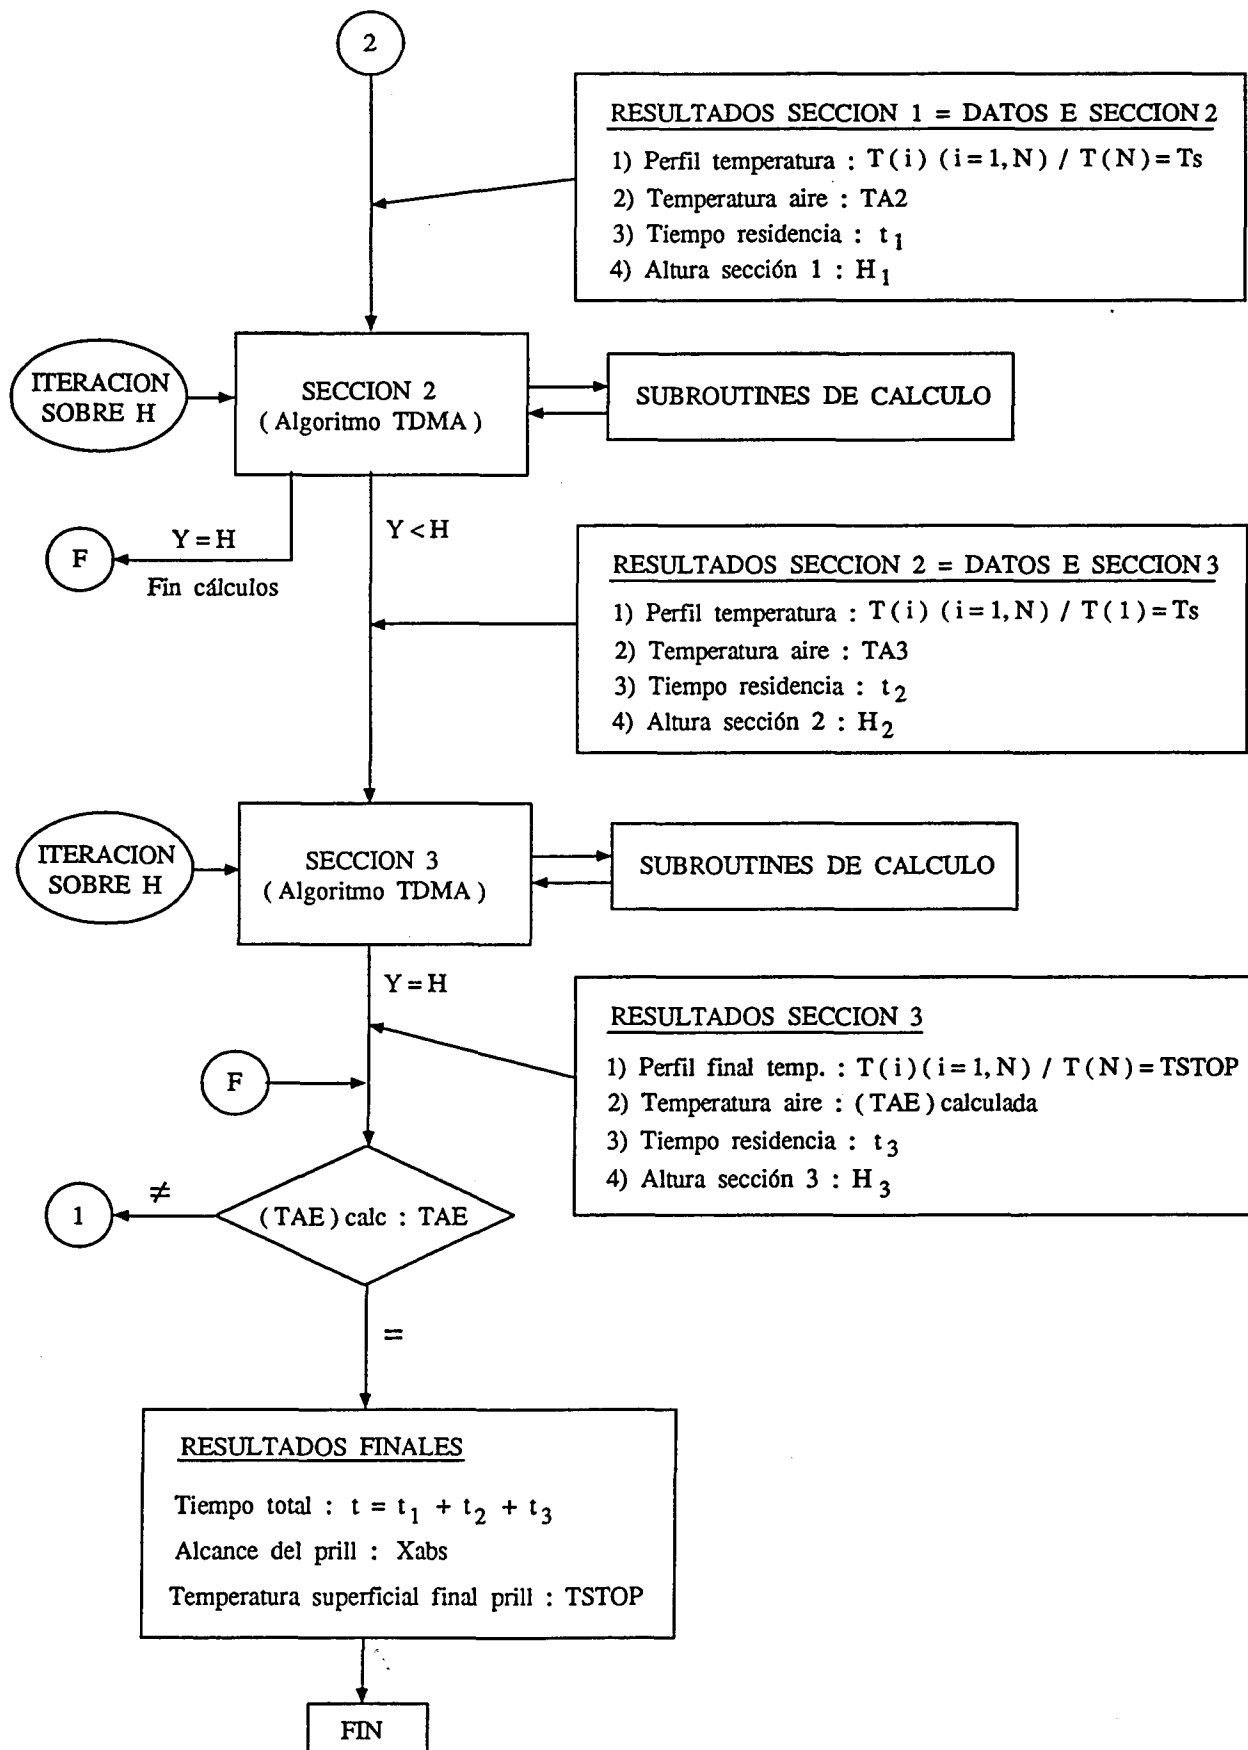 2
RESULTADOS SECCION 1 = DATOS E SECCION 2
1) Perfil temperatura : T(i) (i=1,N) / T(N)=Ts
2) Temperatura aire : TA2
3) Tiempo residencia : t1
4) Altura sección 1 : H1
ITERACION
SOBRE H
SECCION 2
(Algoritmo TDMA)
SUBROUTINES DE CALCULO
Y=H
F
Fin cálculos
Y<H
RESULTADOS SECCION 2 = DATOS E SECCION 3
1) Perfil temperatura : T(i) (i=1,N) / T(1)=Ts
2) Temperatura aire : TA3
3) Tiempo residencia : t2
4) Altura sección 2 : H2
ITERACION
SOBRE H
SECCION 3
(Algoritmo TDMA)
SUBROUTINES DE CALCULO
Y=H
RESULTADOS SECCION 3
1) Perfil final temp. : T(i)(i=1,N) / T(N)=TSTOP
2) Temperatura aire : (TAE)calculada
3) Tiempo residencia : t3
4) Altura sección 3 : H3
F
≠
1
(TAE)calc : TAE
=
RESULTADOS FINALES
Tiempo total : t = t1 + t2 + t3
Alcance del prill : Xabs
Temperatura superficial final prill : TSTOP
FIN